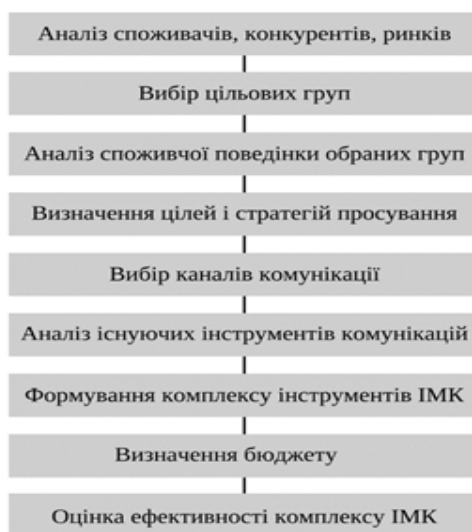 Аналіз споживачів, конкурентів, ринків
Вибір цільових груп
Аналіз споживчої поведінки обраних груп
Визначення цілей і стратегій просування
Вибір каналів комунікації
Аналіз існуючих інструментів комунікацій
Формування комплексу інструментів ІМК
Визначення бюджету
Оцінка ефективності комплексу ІМК